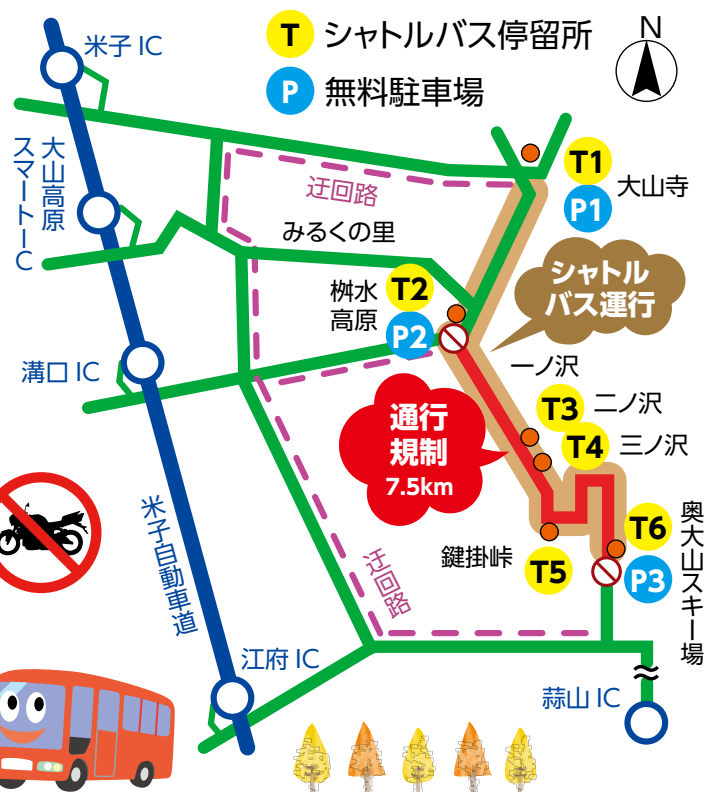 T シャトルバス停留所
P 無料駐車場
N
米子 IC
大山高原
スマートIC
迂回路
T1
P1
大山寺
みるくの里
シャトル
バス運行
桝水
高原
T2
P2
溝口 IC
一ノ沢
T3 二ノ沢
T4 三ノ沢
通行
規制
7.5km
T6
P3
奥大山スキー場
鍵掛峠
T5
米子自動車道
迂回路
江府 IC
蒜山 IC